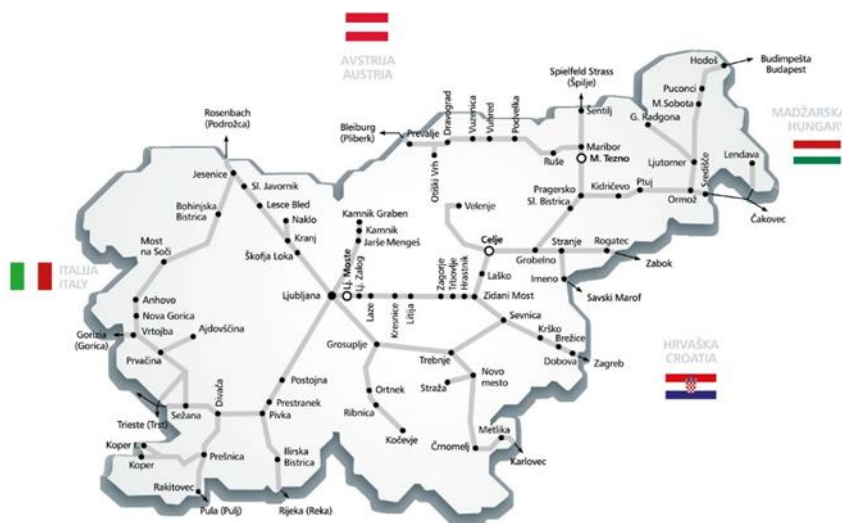 AVSTRIJA
AUSTRIA
Hodoš
Budimpešta
Budapest
Spielfeld Strass
(Špilje)
Puconci
M.Sobota
MADŽARSKA
HUNGARY
Rosenbach
(Podrožca)
Bleiburg
(Pliberk)
Prevalje
Dravograd
Vuzenica
Vuhred
Podvelka
Šentilj
G. Radgona
Otiški Vrh
Ruše
Maribor
M. Tezno
Ljutomer
Središče
Lendava
Jesenice
Sl. Javornik
Lesce Bled
Bohinjska
Bistrica
Naklo
Kranj
Škofja Loka
Kamnik Graben
Kamnik
Jarše Mengeš
Velenje
Pragersko
Sl. Bistrica
Kidričevo
Ptuj
Ormož
Čakovec
Most
na Soči
Celje
Grobelno
Stranje
Rogatec
Zabok
ITALIJA
ITALY
Lj. Moste
Lj. Zalog
Laško
Imeno
Savski Marof
Ljubljana
Laze
Kresnice
Litija
Zagorje
Trbovlje
Hrastnik
Zidani Most
Anhovo
Nova Gorica
Vrtojba
Ajdovščina
Gorizia
(Gorica)
Prvačina
Grosuplje
Sevnica
Krško
Brežice
Dobova
Zagreb
HRVAŠKA
CROATIA
Trebnje
Postojna
Prestranek
Pivka
Ortnek
Ribnica
Kočevje
Straža
Novo
mesto
Divača
Sežana
Trieste (Trst)
Koper t.
Koper
Prešnica
Rakitovec
Pula (Pulj)
Ilirska
Bistrica
Rijeka (Reka)
Metlika
Črnomelj
Karlovec